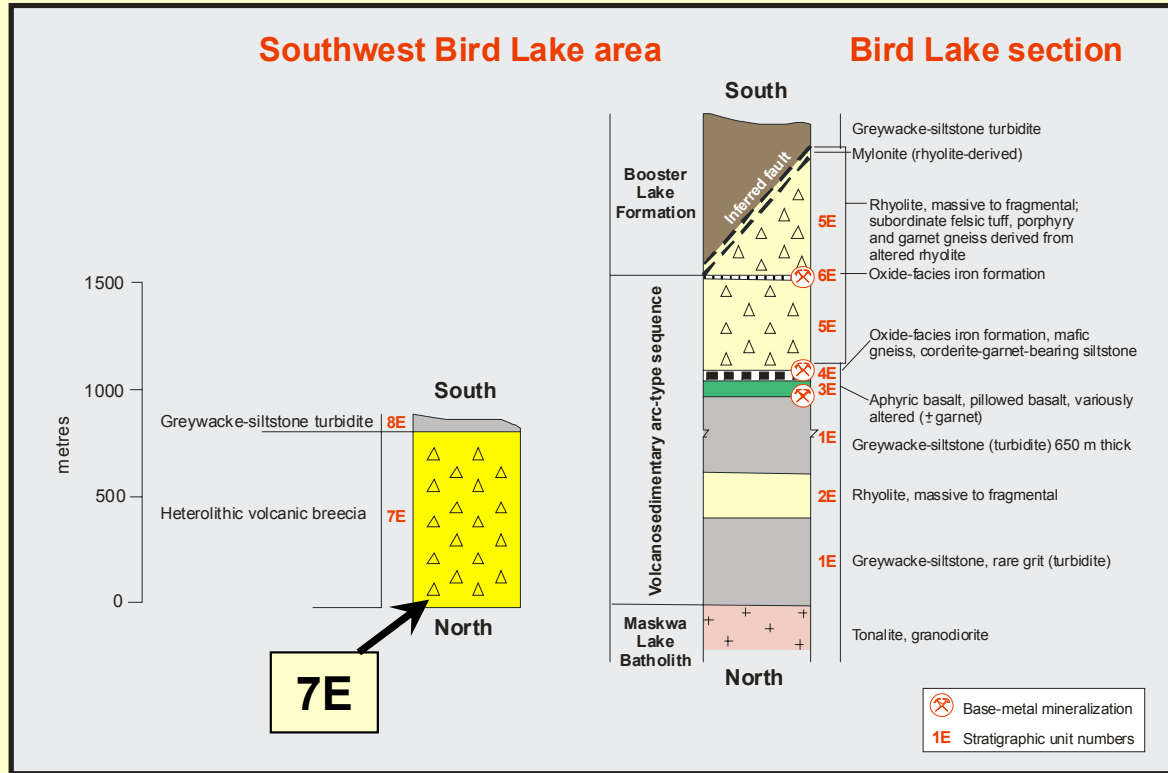 Southwest Bird Lake area
Bird Lake section
metres
1500
1000
500
0
South
Greywacke-siltstone turbidite
8E
Heterolithic volcanic breecia
7E
North
7E
South
Booster
Lake
Formation
Volcanosedimentary arc-type sequence
Maskwa
Lake
Batholith
Inferred fault
North
5E
6E
5E
4E
3E
1E
2E
1E
Greywacke-siltstone turbidite
Mylonite (rhyolite-derived)
Rhyolite, massive to fragmental;
subordinate felsic tuff, porphyry
and garnet gneiss derived from
altered rhyolite
Oxide-facies iron formation
Oxide-facies iron formation, mafic
gneiss, corderite-garnet-bearing siltstone
Aphyric basalt, pillowed basalt, variously
altered (± garnet)
Greywacke-siltstone (turbidite) 650 m thick
Rhyolite, massive to fragmental
Greywacke-siltstone, rare grit (turbidite)
Tonalite, granodiorite
Base-metal mineralization
1E Stratigraphic unit numbers